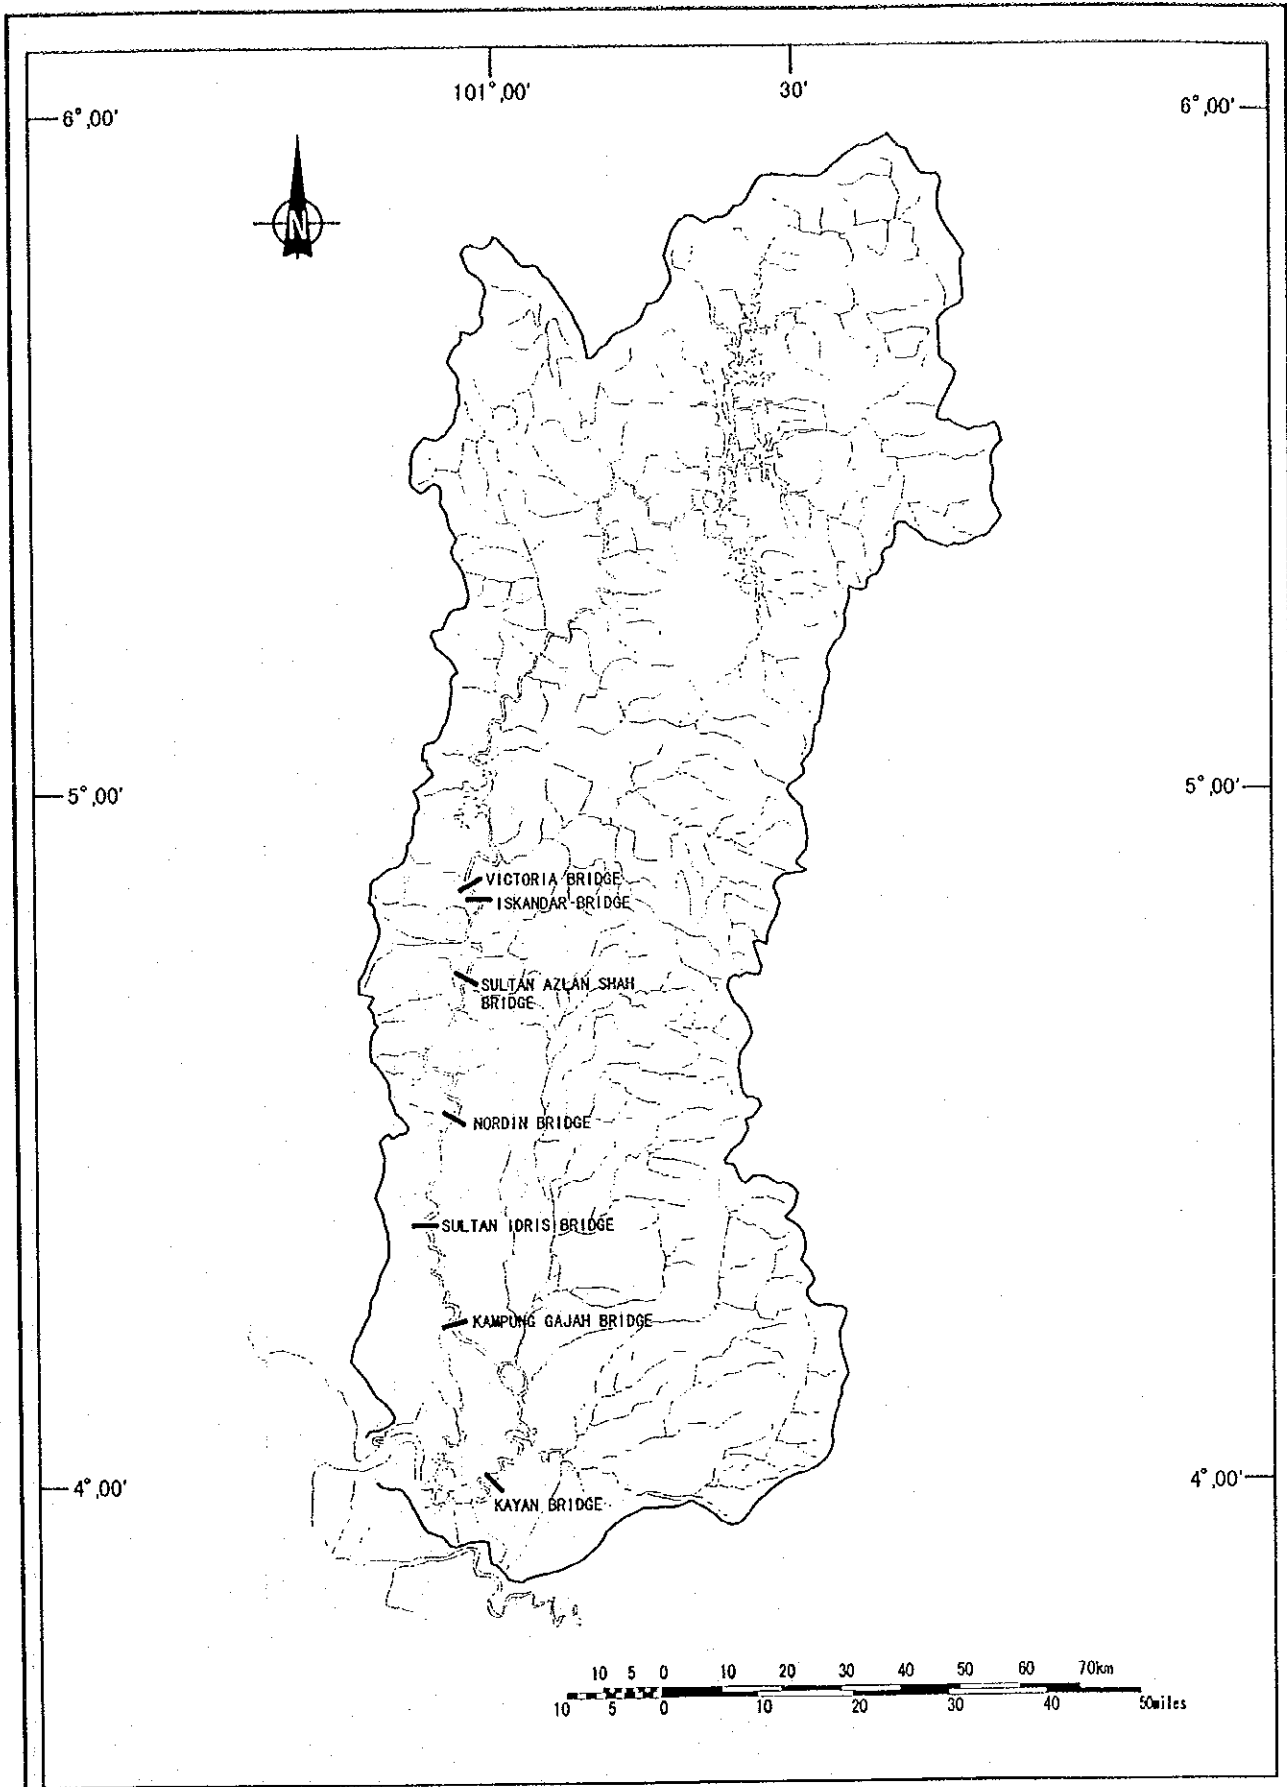 101°,00'
30'
6°,00'
6°,00'
N
5°,00'
5°,00'
VICTORIA BRIDGE
ISKANDAR BRIDGE
SULTAN AZLAN SHAH
BRIDGE
NORDIN BRIDGE
SULTAN IDRIS BRIDGE
KAMPUNG GAJAH BRIDGE
4°,00'
4°,00'
KAYAN BRIDGE
10 5 0 10 20 30 40 50 60 70km
10 5 0 10 20 30 40 50miles